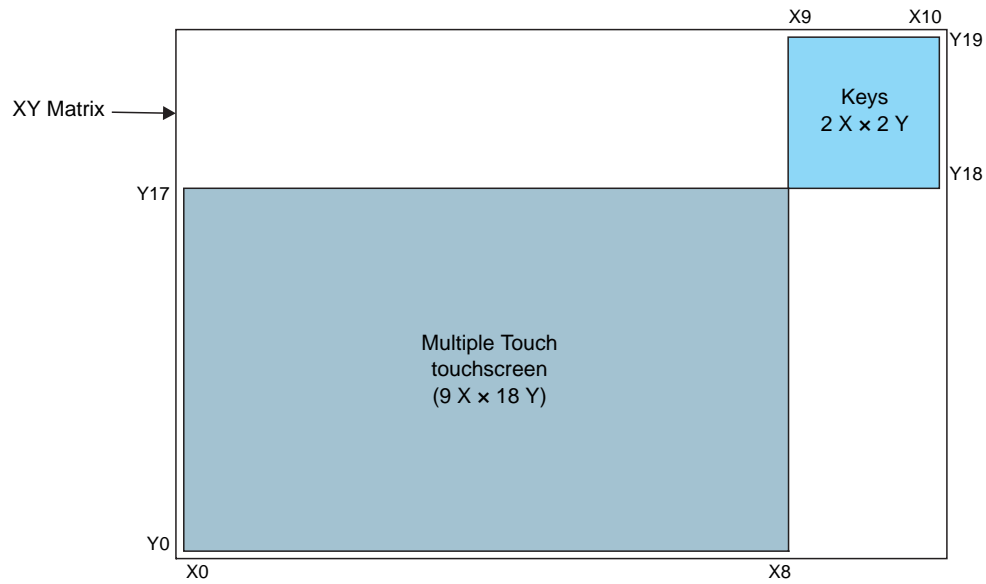 X9
X10
Y19
Keys
2 X × 2 Y
XY Matrix
Y18
Y17
Multiple Touch
touchscreen
(9 X × 18 Y)
Y0
X0
X8